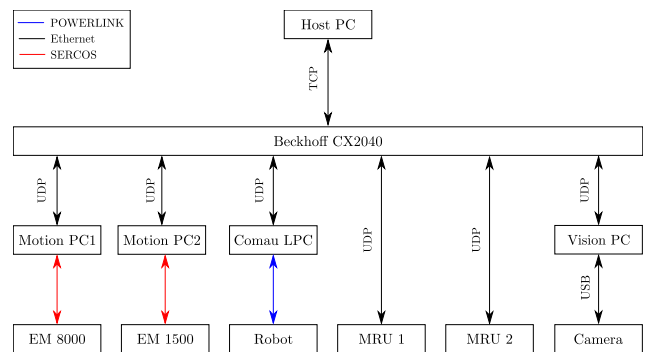 POWERLINK
Ethernet
SERCOS
Host PC
TCP
Beckhoff CX2040
UDP
UDP
UDP
UDP
UDP
UDP
Motion PC1
Motion PC2
Comau LPC
Vision PC
USB
EM 8000
EM 1500
Robot
MRU 1
MRU 2
Camera